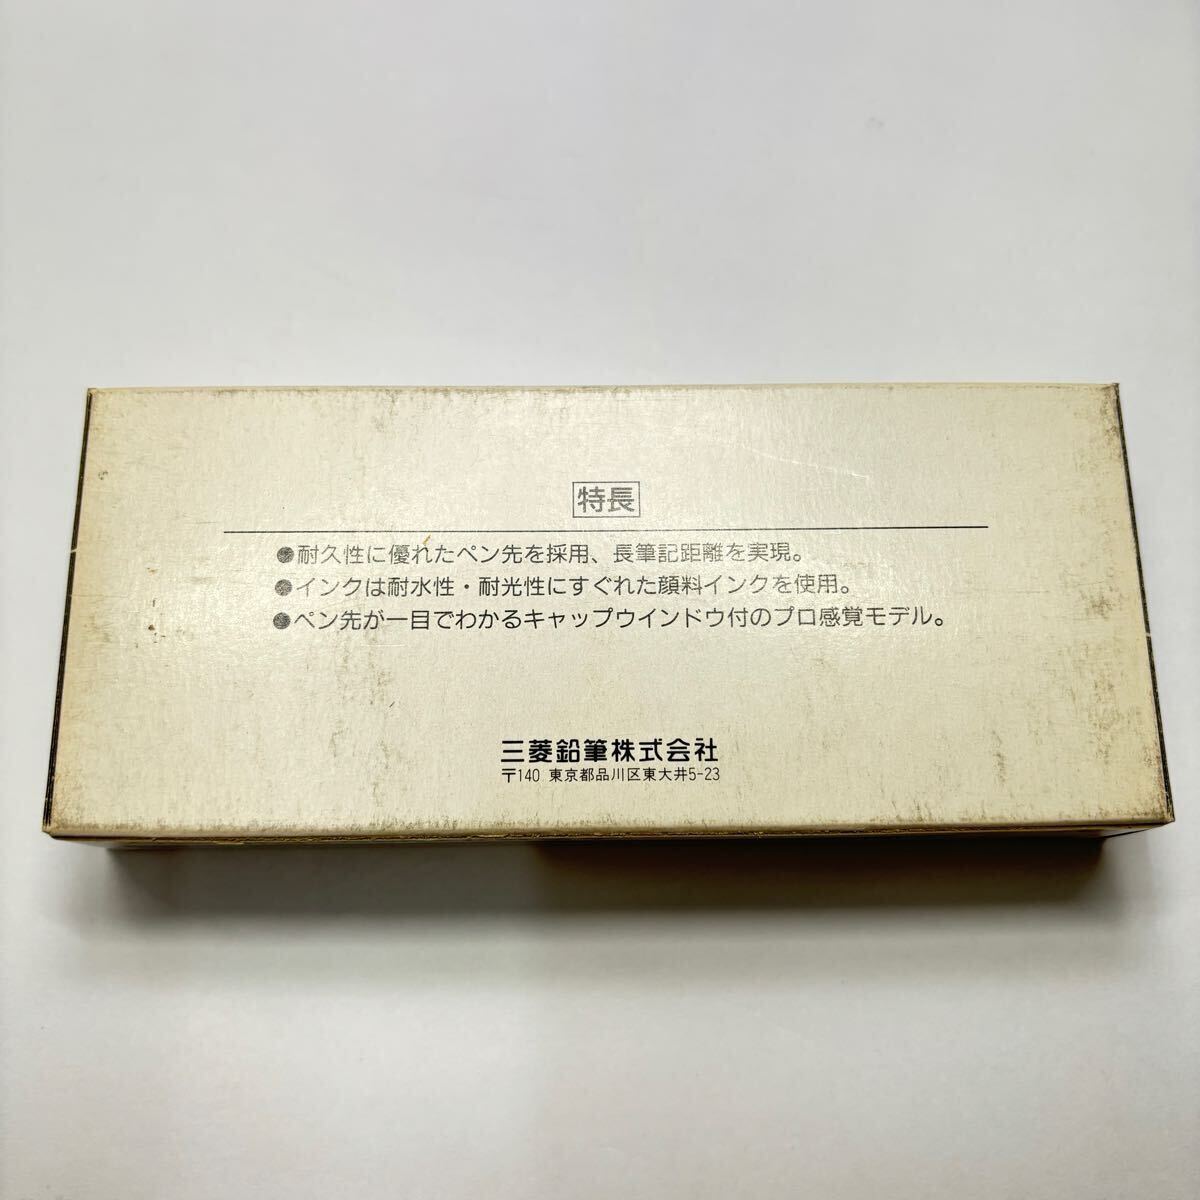 特長
●耐久性に優れたペン先を採用、長筆記距離を実現。
●インクは耐水性・耐光性にすぐれた顔料インクを使用。
●ペン先が一目でわかるキャップウインドウ付のプロ感覚モデル。
三菱鉛筆株式会社
〒140 東京都品川区東大井5-23